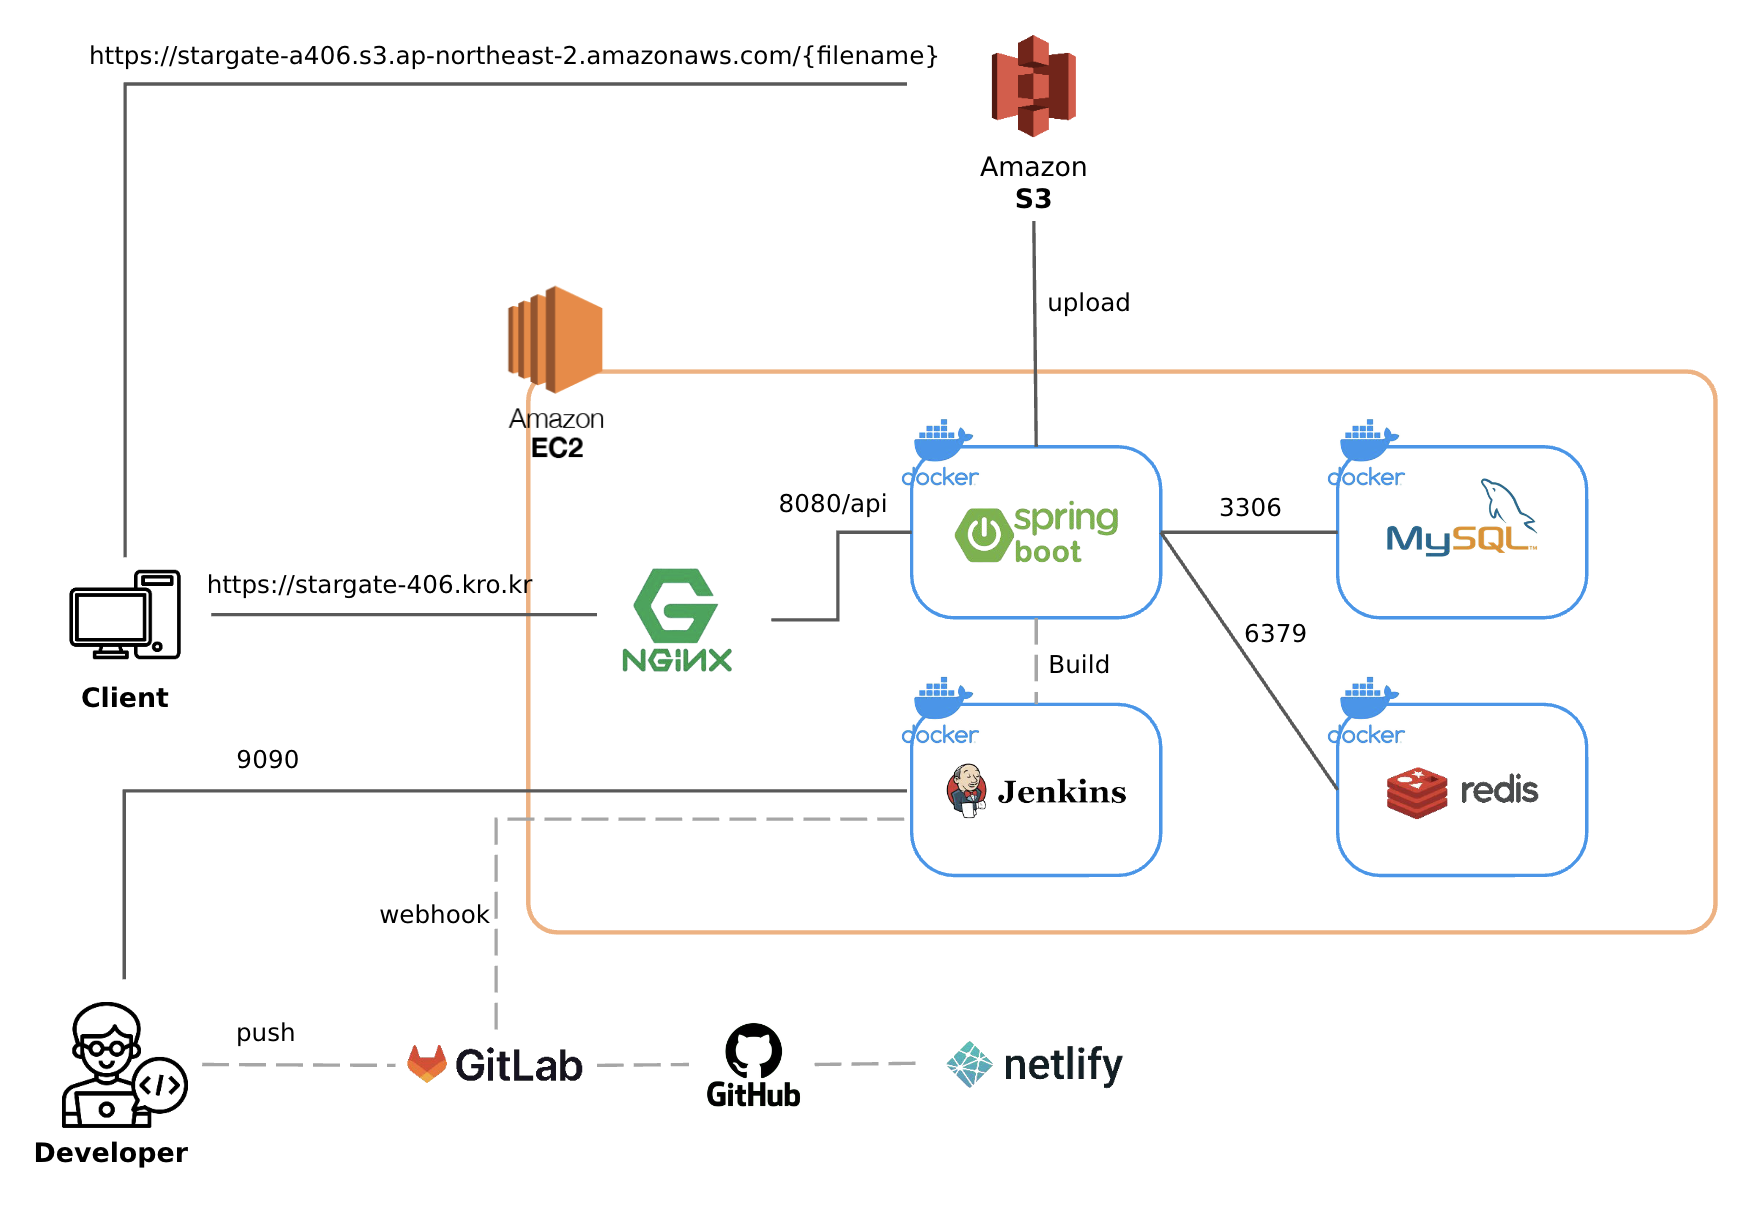 https://stargate-a406.s3.ap-northeast-2.amazonaws.com/{filename}
Amazon
S3
upload
Amazon
EC2
docker
docker
8080/api
spring
boot
3306
MySQL™
https://stargate-406.kro.kr
NGiNX
6379
Build
Client
docker
docker
9090
Jenkins
redis
webhook
push
GitLab
GitHub
netlify
</>
Developer